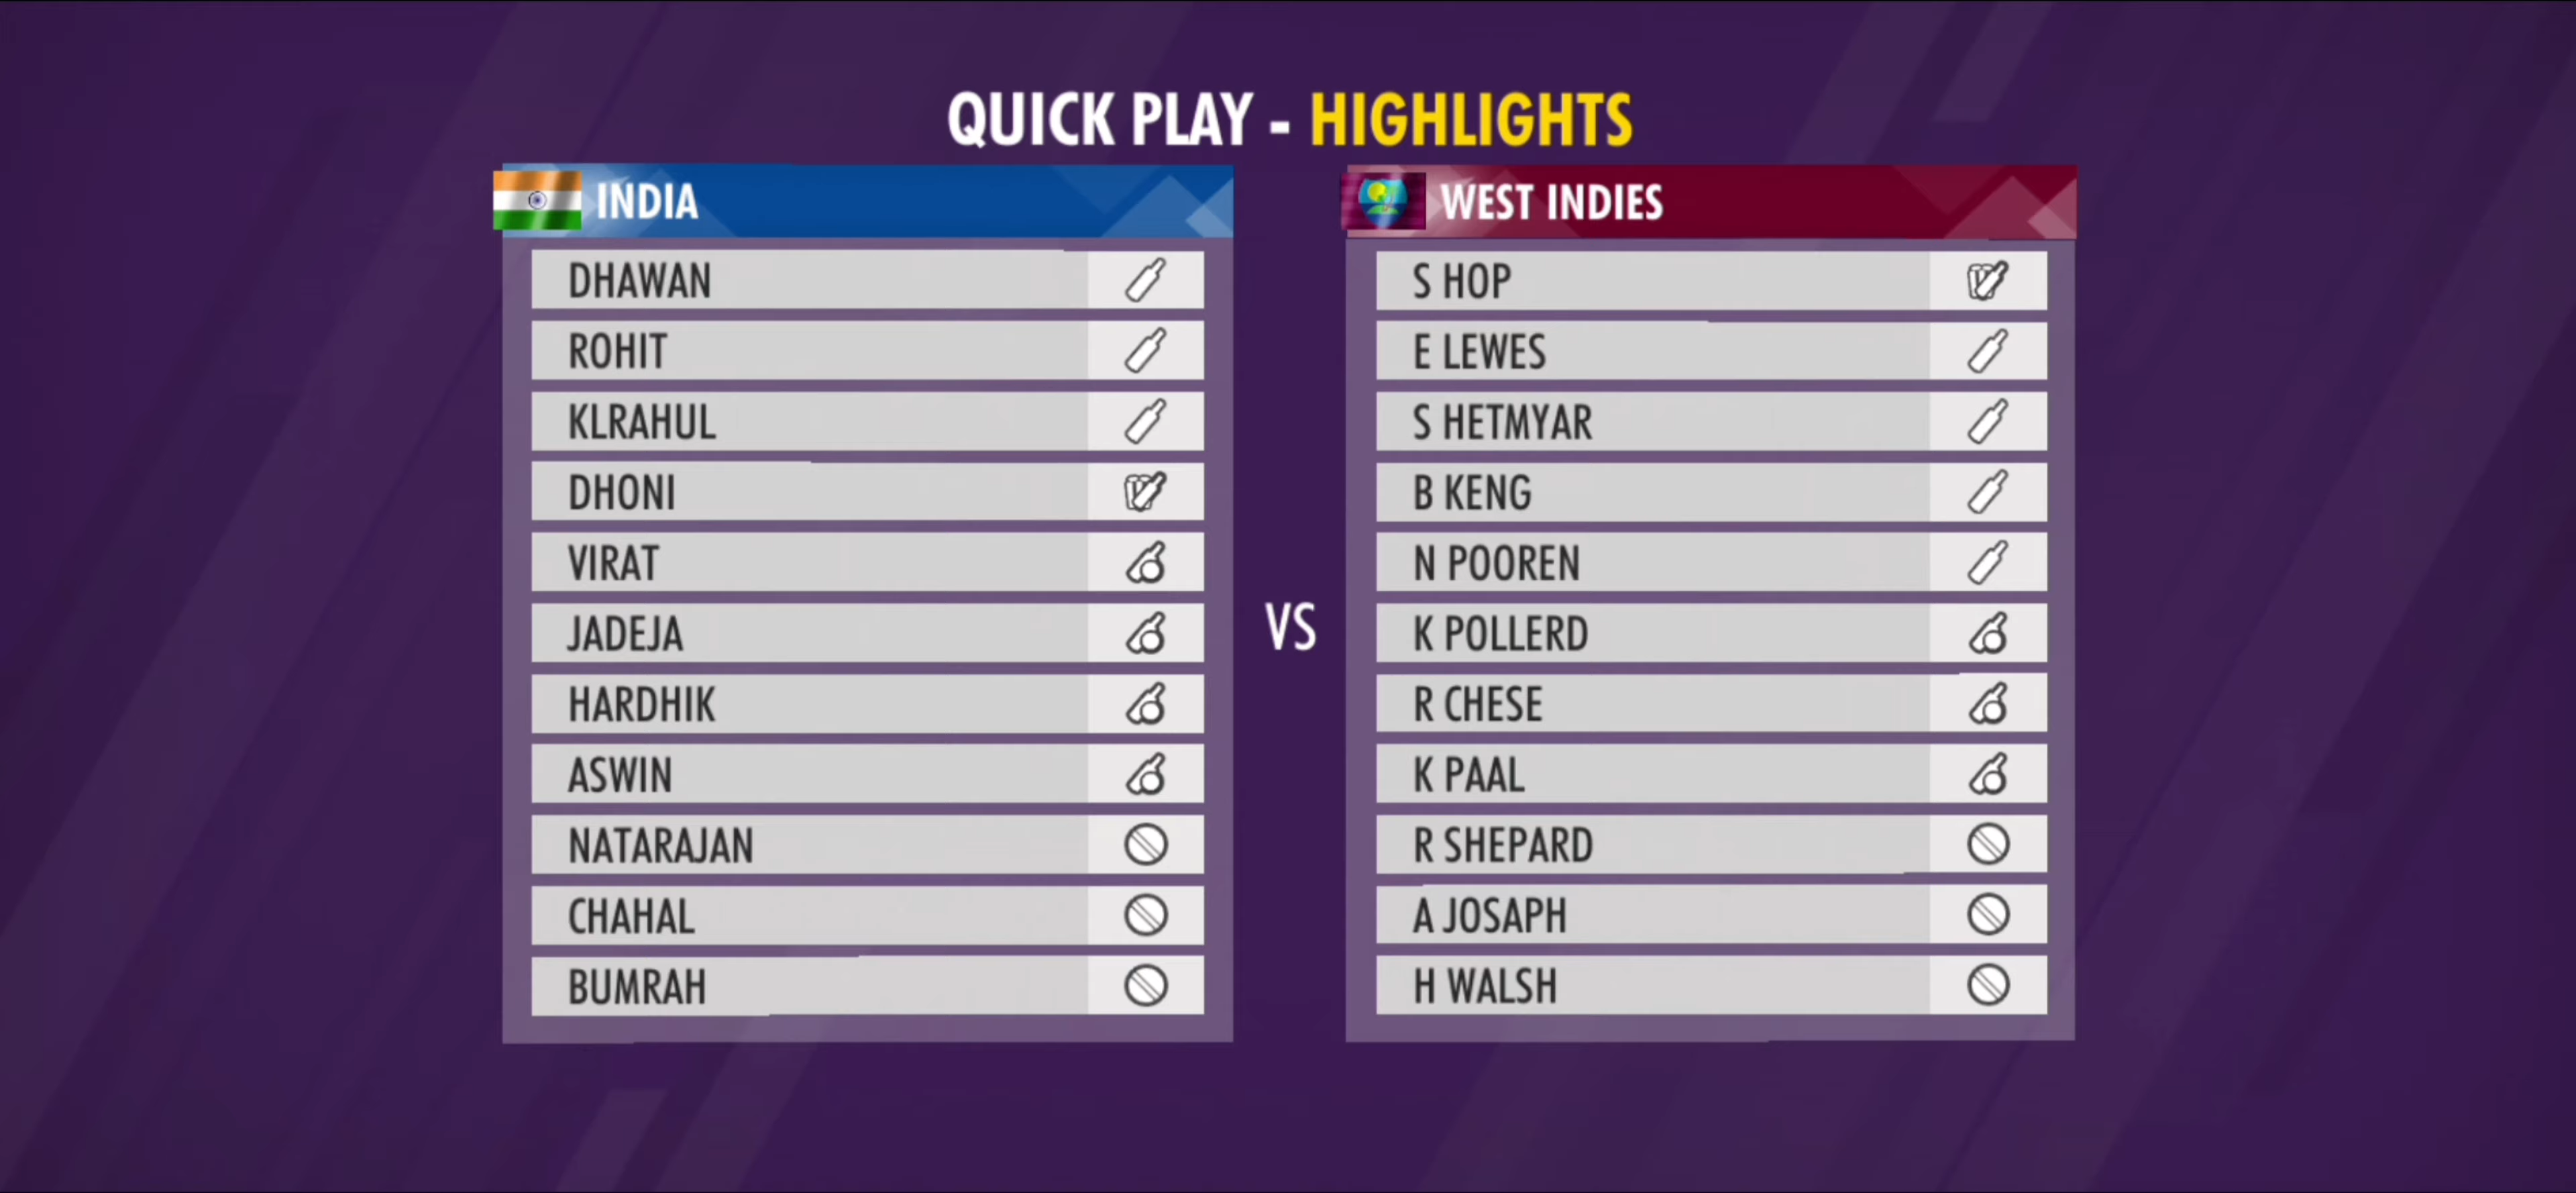 QUICK PLAY - HIGHLIGHTS
INDIA
DHAWAN
ROHIT
KLRAHUL
DHONI
VIRAT
JADEJA
HARDHIK
ASWIN
NATARAJAN
CHAHAL
BUMRAH
VS
WEST INDIES
S HOP
E LEWES
S HETMYAR
B KENG
N POOREN
K POLLERD
R CHESE
K PAAL
R SHEPARD
A JOSAPH
H WALSH